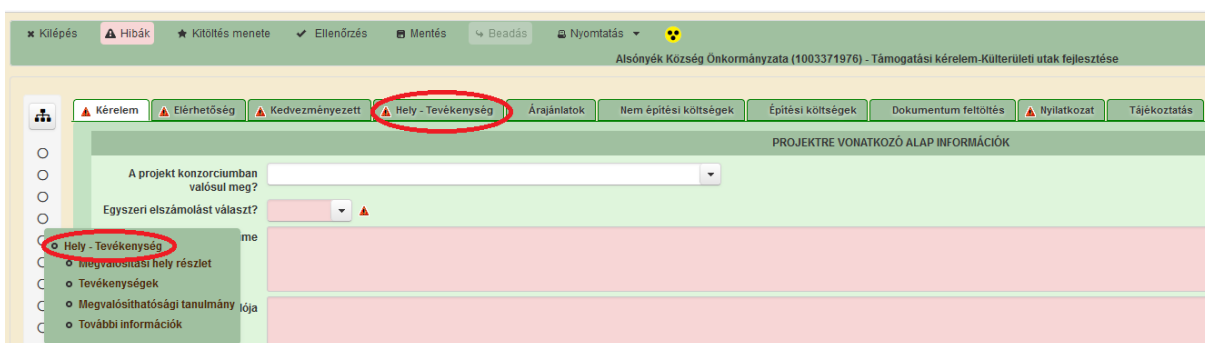 Kilépés Hibák Kitöltés menete Ellenőrzés Mentés Beadás Nyomtatás
Alsónyék Község Önkormányzata (1003371976) - Támogatási kérelem-Külterületi utak fejlesztése
Kérelem Elérhetőség Kedvezményezett Hely - Tevékenység Árajánlatok Nem építési költségek Építési költségek Dokumentum feltöltés Nyilatkozat Tájékoztatás
PROJEKTRE VONATKOZÓ ALAP INFORMÁCIÓK
A projekt konzorciumban
valósul meg?
Egyszeri elszámolást választ?
me
Hely - Tevékenység
Megvalósítási hely részlet
Tevékenységek
Megvalósíthatósági tanulmány
lója
További információk